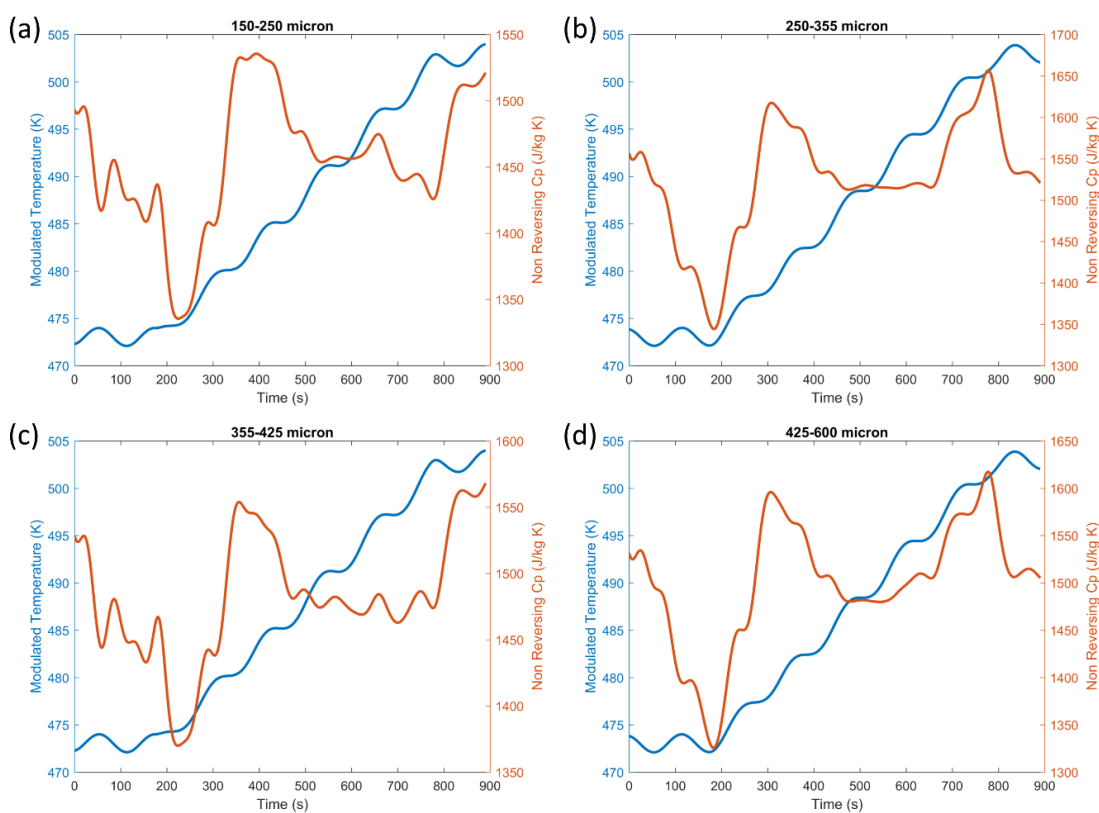 (a)
150-250 micron
505
500
495
490
485
480
475
470
Modulated Temperature (K)
1550
1500
1450
1400
1350
1300
Non Reversing Cp (J/kg K)
0 100 200 300 400 500 600 700 800 900
Time (s)
(b)
250-355 micron
505
500
495
490
485
480
475
470
Modulated Temperature (K)
1700
1650
1600
1550
1500
1450
1400
1350
1300
Non Reversing Cp (J/kg K)
0 100 200 300 400 500 600 700 800 900
Time (s)
(c)
355-425 micron
505
500
495
490
485
480
475
470
Modulated Temperature (K)
1600
1550
1500
1450
1400
1350
Non Reversing Cp (J/kg K)
0 100 200 300 400 500 600 700 800 900
Time (s)
(d)
425-600 micron
505
500
495
490
485
480
475
470
Modulated Temperature (K)
1650
1600
1550
1500
1450
1400
1350
1300
Non Reversing Cp (J/kg K)
0 100 200 300 400 500 600 700 800 900
Time (s)